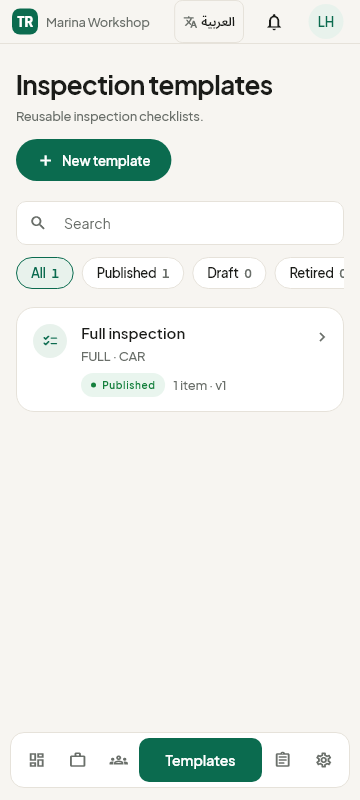 TR Marina Workshop العربية LH
Inspection templates
Reusable inspection checklists.
+ New template
Search
All 1 Published 1 Draft 0 Retired 0
Full inspection
FULL · CAR
Published 1 item · v1
Templates